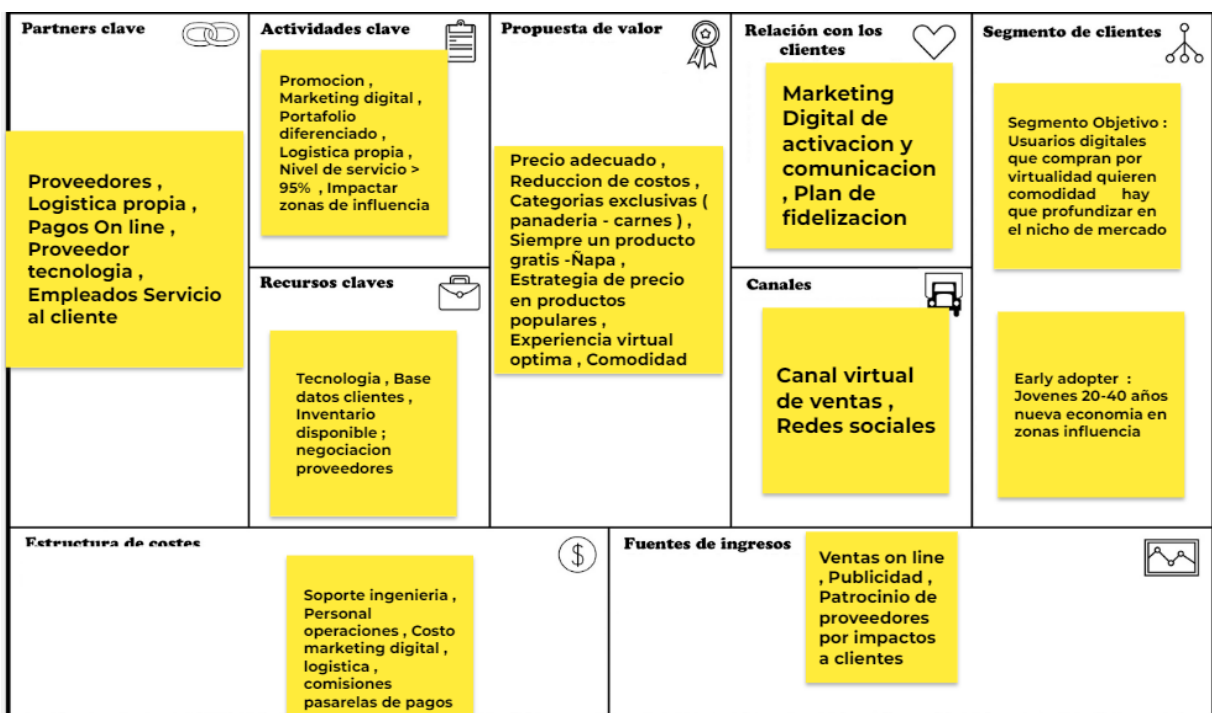 Partners clave
Proveedores ,
Logistica propia ,
Pagos On line ,
Proveedor
tecnologia ,
Empleados Servicio
al cliente
Actividades clave
Promocion ,
Marketing digital ,
Portafolio
diferenciado ,
Logistica propia ,
Nivel de servicio >
95% , Impactar
zonas de influencia
Recursos claves
Tecnologia , Base
datos clientes ,
Inventario
disponible ;
negociacion
proveedores
Propuesta de valor
Precio adecuado ,
Reduccion de costos ,
Categorias exclusivas (
panaderia - carnes ) ,
Siempre un producto
gratis -Ñapa ,
Estrategia de precio
en productos
populares ,
Experiencia virtual
optima , Comodidad
Relación con los
clientes
Marketing
Digital de
activacion y
comunicacion
, Plan de
fidelizacion
Canales
Canal virtual
de ventas ,
Redes sociales
Segmento de clientes
Segmento Objetivo :
Usuarios digitales
que compran por
virtualidad quieren
comodidad hay
que profundizar en
el nicho de mercado
Early adopter :
Jovenes 20-40 años
nueva economia en
zonas influencia
Estructura de costes
$
Soporte ingenieria ,
Personal
operaciones , Costo
marketing digital ,
logistica ,
comisiones
pasarelas de pagos
Fuentes de ingresos
Ventas on line
, Publicidad ,
Patrocinio de
proveedores
por impactos
a clientes